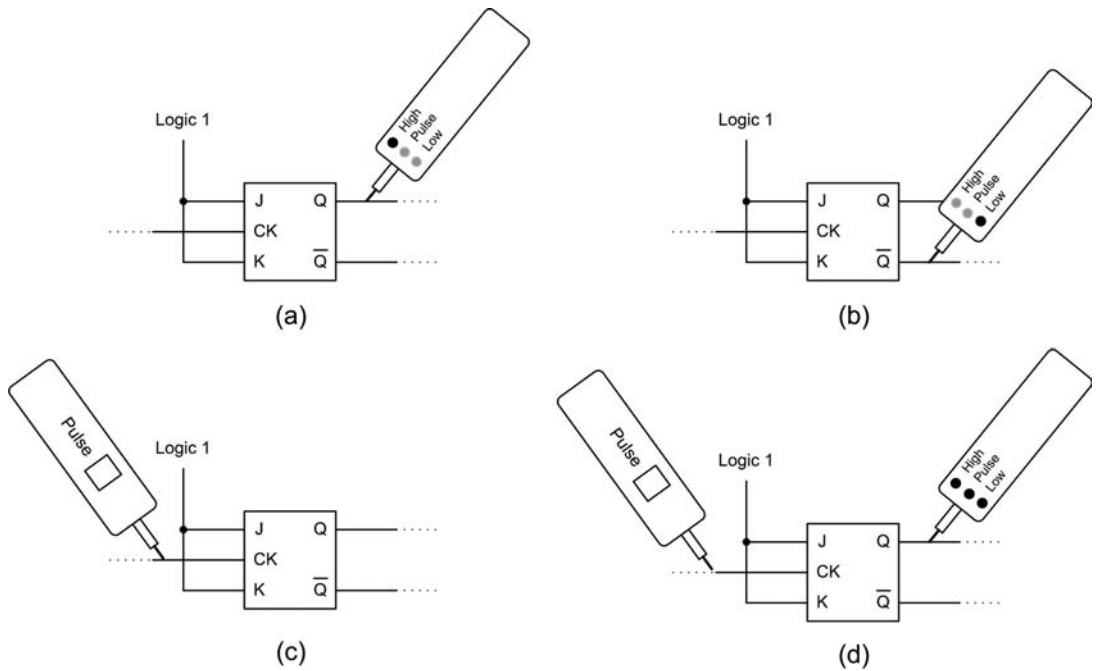 Logic 1
High
Pulse
Low
J Q
CK
K Q̅
(a)
Logic 1
High
Pulse
Low
J Q
CK
K Q̅
(b)
Pulse
Logic 1
J Q
CK
K Q̅
(c)
Pulse
Logic 1
High
Pulse
Low
J Q
CK
K Q̅
(d)